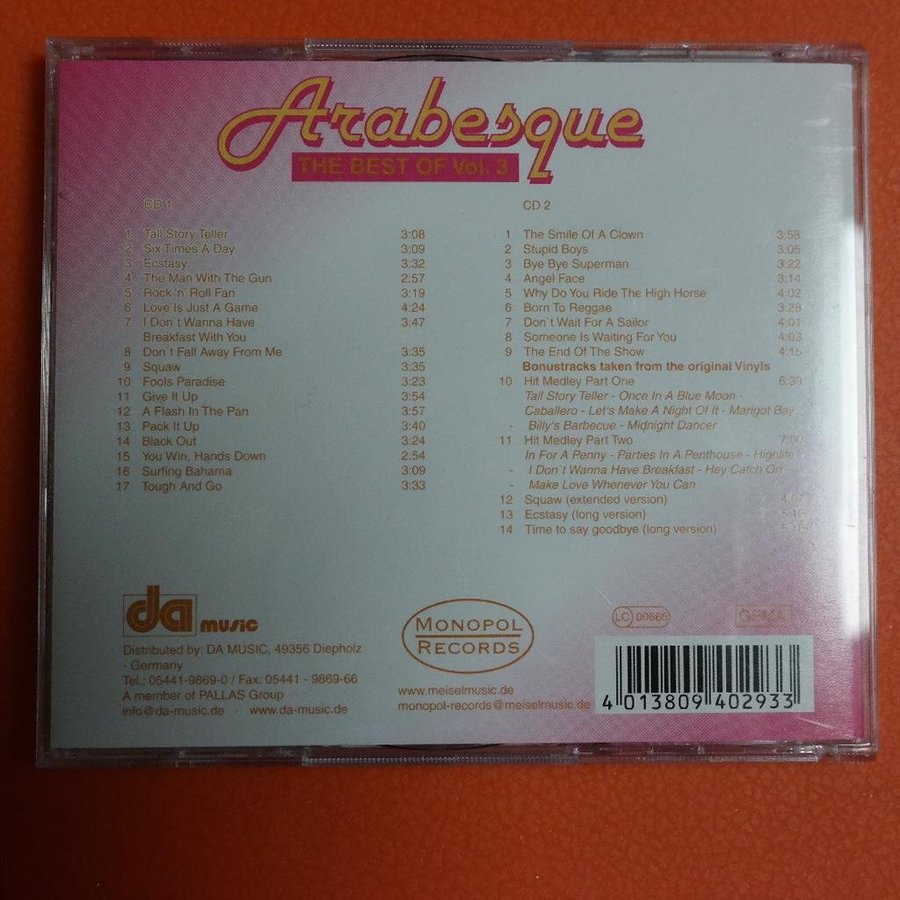 Arabesque
THE BEST OF Vol. 3
CD 1
1 Tall Story Teller 3:08
2 Six Times A Day 3:09
3 Ecstasy 3:32
4 The Man With The Gun 2:57
5 Rock'n' Roll Fan 3:19
6 Love Is Just A Game 4:24
7 I Don´t Wanna Have 3:47
Breakfast With You
8 Don´t Fall Away From Me 3:35
9 Squaw 3:35
10 Fools Paradise 3:23
11 Give It Up 3:54
12 A Flash In The Pan 3:57
13 Pack It Up 3:40
14 Black Out 3:24
15 You Win, Hands Down 2:54
16 Surfing Bahama 3:09
17 Tough And Go 3:33
CD 2
1 The Smile Of A Clown 3:58
2 Stupid Boys 3:05
3 Bye Bye Superman 3:22
4 Angel Face 3:14
5 Why Do You Ride The High Horse 4:02
6 Born To Reggae 3:28
7 Don´t Wait For A Sailor 4:01
8 Someone Is Waiting For You 4:03
9 The End Of The Show 4:15
Bonustracks taken from the original Vinyls
10 Hit Medley Part One 6:39
Tall Story Teller - Once In A Blue Moon -
Caballero - Let's Make A Night Of It - Marigot Bay
- Billy's Barbecue - Midnight Dancer
11 Hit Medley Part Two 7:00
In For A Penny - Parties In A Penthouse - Highlife
- I Don´t Wanna Have Breakfast - Hey Catch On
- Make Love Whenever You Can
12 Squaw (extended version)
13 Ecstasy (long version)
14 Time to say goodbye (long version)
da music
Distributed by: DA MUSIC, 49356 Diepholz
- Germany
Tel.: 05441-9869-0 / Fax: 05441 - 9869-66
A member of PALLAS Group
info@da-music.de · www.da-music.de
MONOPOL
RECORDS
www.meiselmusic.de
monopol-records@meiselmusic.de
LC 00665
GEMA
4 013809 402933